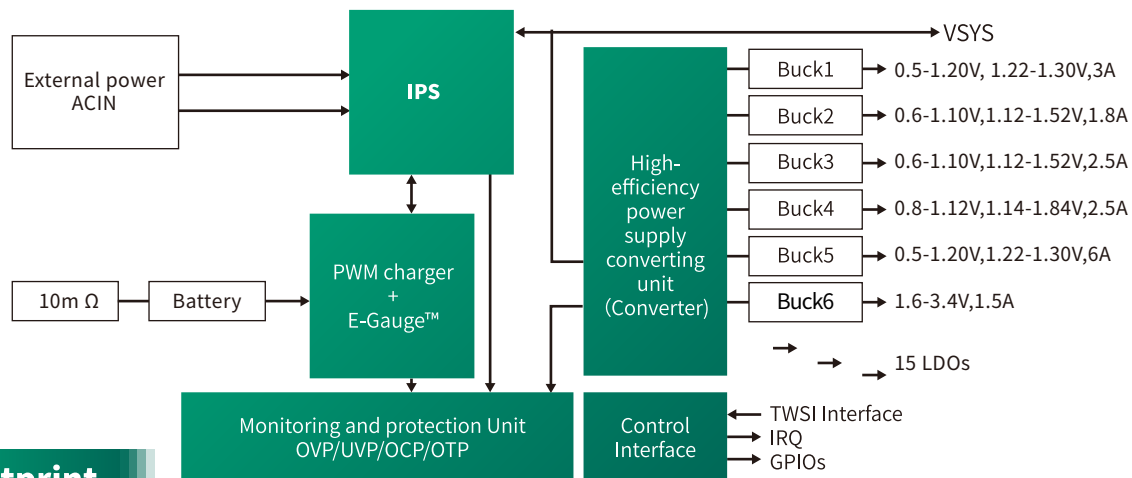 External power
ACIN
IPS
VSYS
High-
efficiency
power
supply
converting
unit
(Converter)
Buck1
0.5-1.20V, 1.22-1.30V,3A
Buck2
0.6-1.10V,1.12-1.52V,1.8A
Buck3
0.6-1.10V,1.12-1.52V,2.5A
Buck4
0.8-1.12V,1.14-1.84V,2.5A
Buck5
0.5-1.20V,1.22-1.30V,6A
Buck6
1.6-3.4V,1.5A
15 LDOs
10m Ω
Battery
PWM charger
+
E-Gauge™
Monitoring and protection Unit
OVP/UVP/OCP/OTP
Control
Interface
TWSI Interface
IRQ
GPIOs
tprint